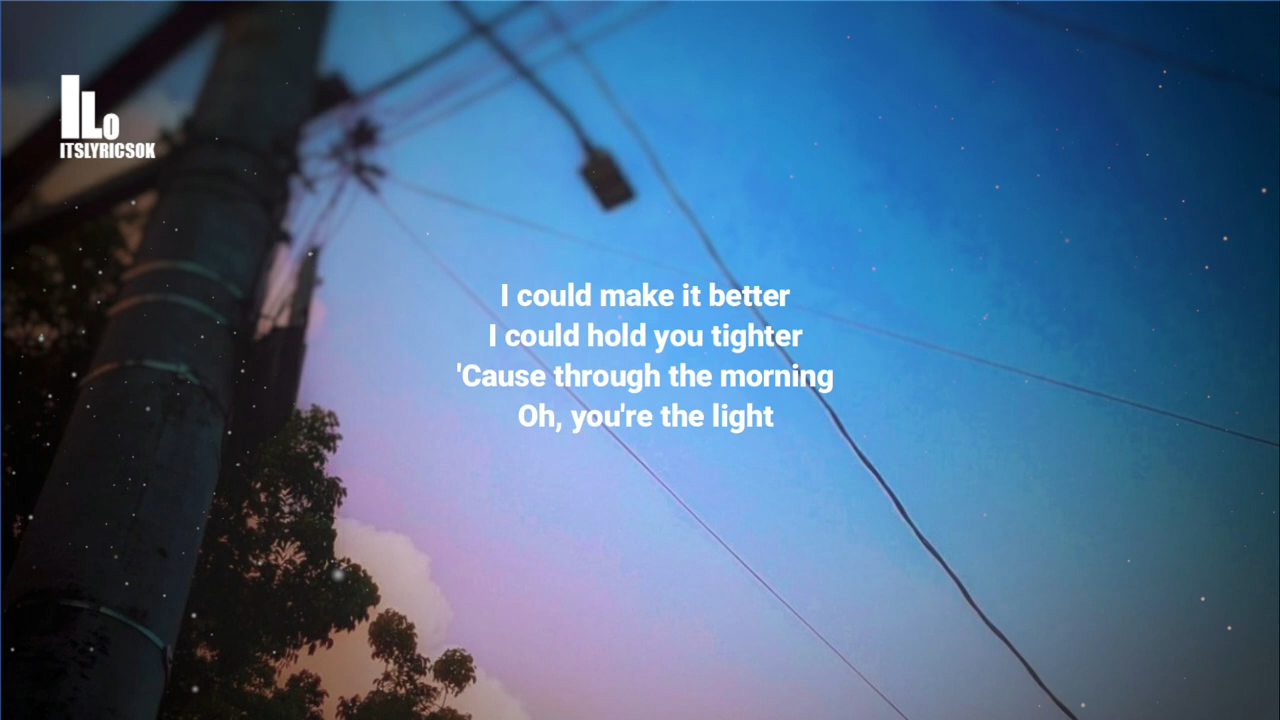 ILO
ITSLYRICSOK
I could make it better
I could hold you tighter
'Cause through the morning
Oh, you're the light